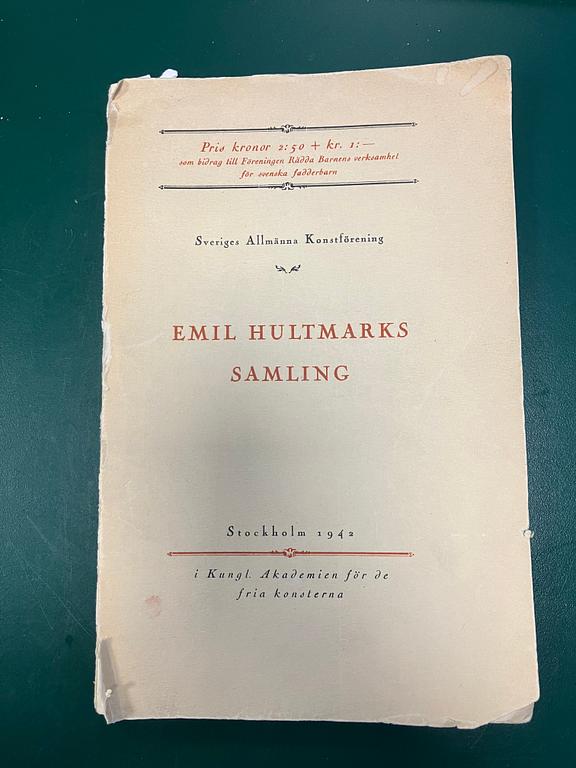 Pris kronor 2:50 + kr. 1:—
som bidrag till Föreningen Rädda Barnens verksamhet
för svenska fadderbarn
Sveriges Allmänna Konstförening
EMIL HULTMARKS
SAMLING
Stockholm 1942
i Kungl. Akademien för de
fria konsterna